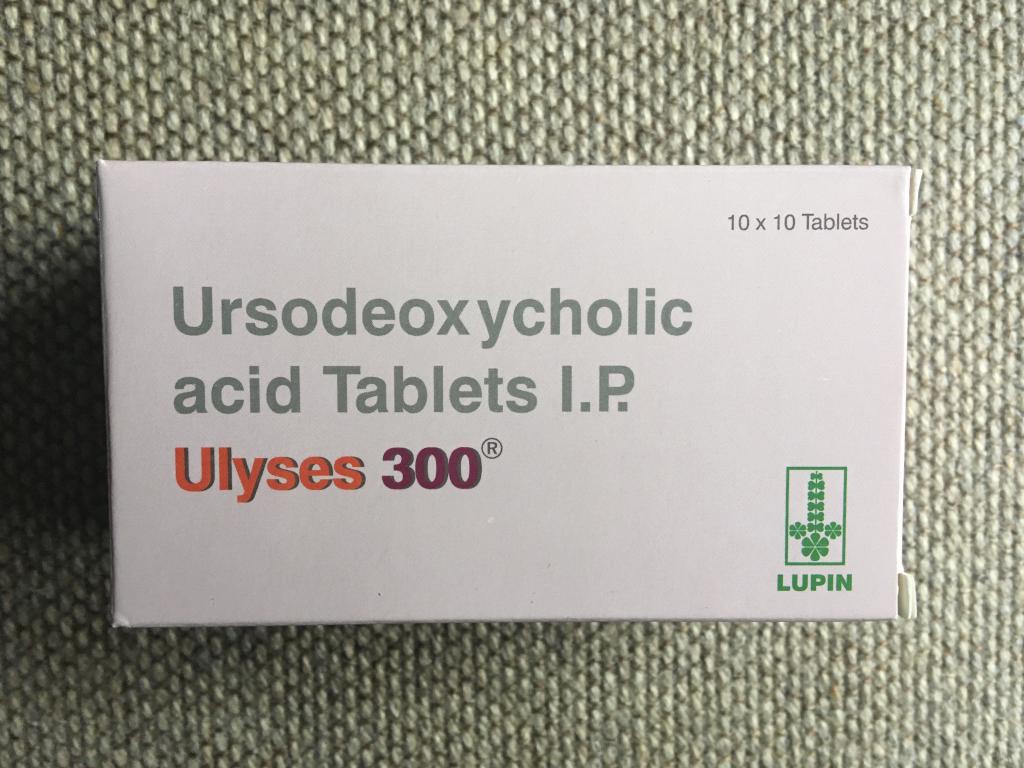 10 x 10 Tablets
Ursodeoxycholic
acid Tablets I.P.
Ulyses 300®
LUPIN